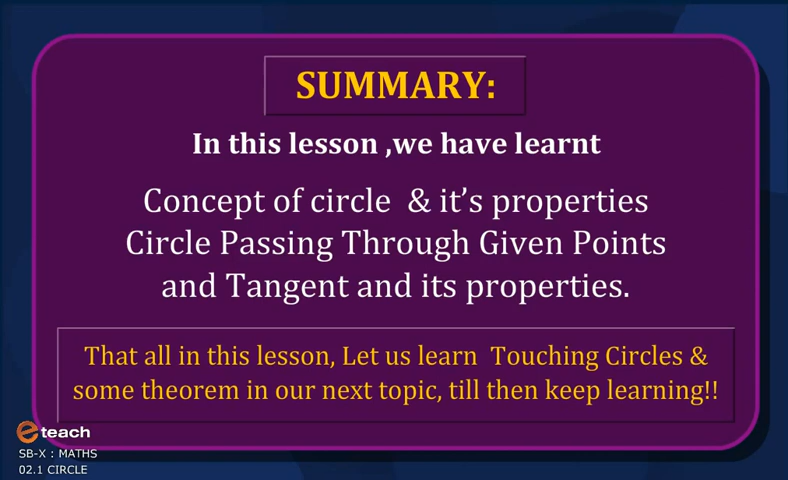 SUMMARY:
In this lesson ,we have learnt
Concept of circle & it's properties
Circle Passing Through Given Points
and Tangent and its properties.
That all in this lesson, Let us learn Touching Circles &
some theorem in our next topic, till then keep learning!!
eteach
SB-X : MATHS
02.1 CIRCLE